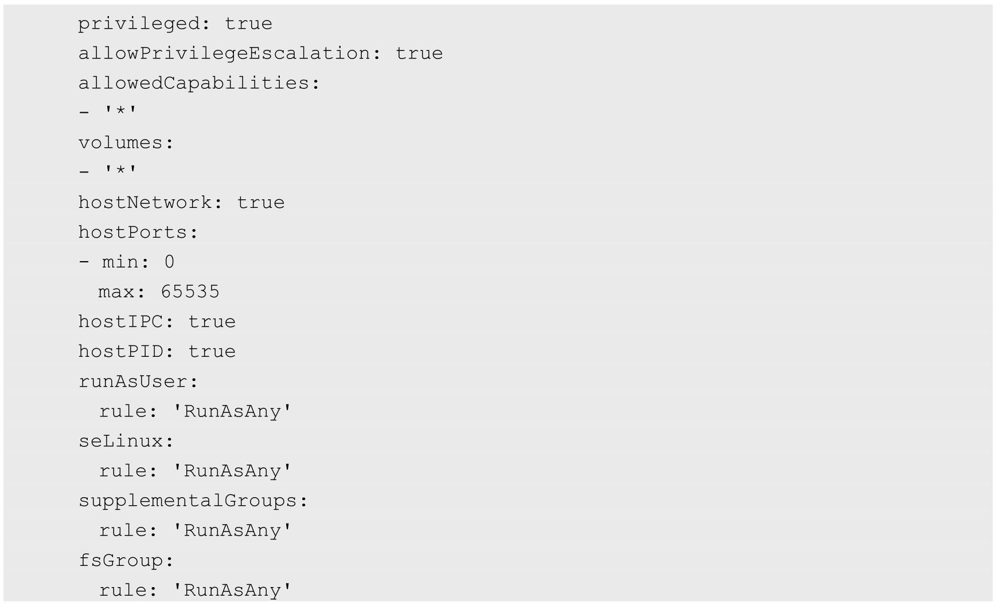 privileged: true
allowPrivilegeEscalation: true
allowedCapabilities:
- '*'
volumes:
- '*'
hostNetwork: true
hostPorts:
- min: 0
  max: 65535
hostIPC: true
hostPID: true
runAsUser:
  rule: 'RunAsAny'
seLinux:
  rule: 'RunAsAny'
supplementalGroups:
  rule: 'RunAsAny'
fsGroup:
  rule: 'RunAsAny'